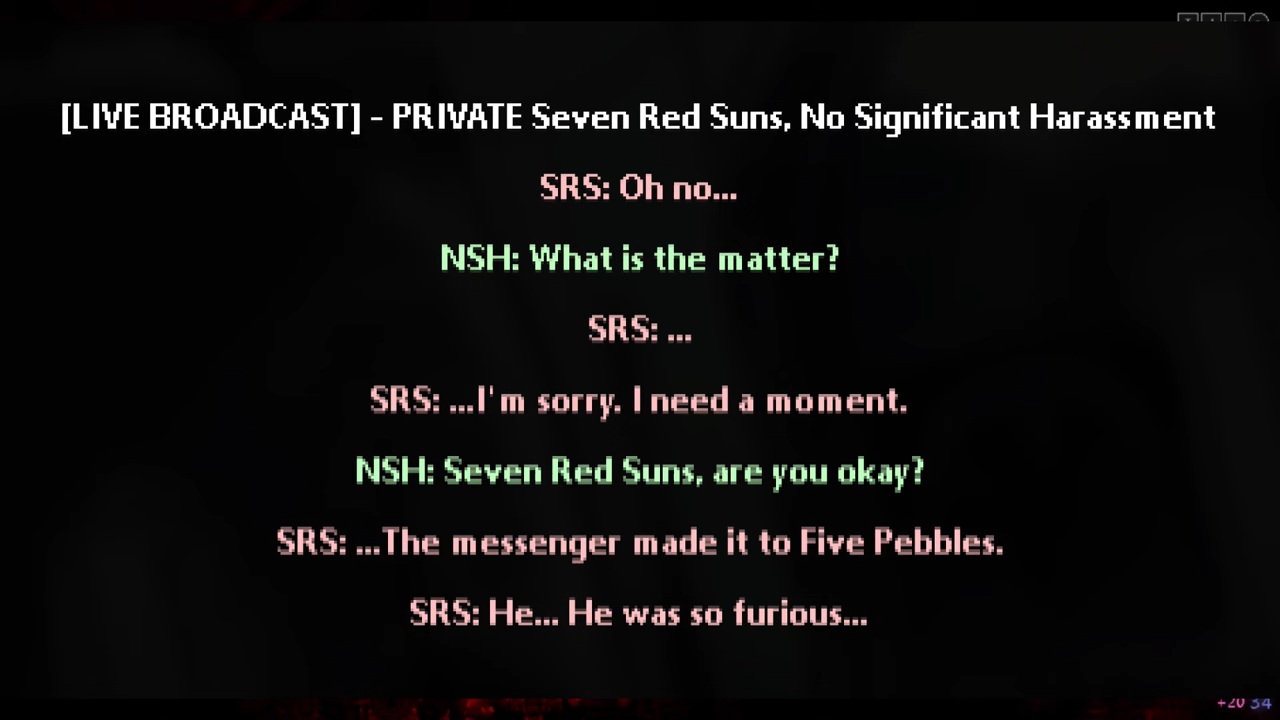 [LIVE BROADCAST] - PRIVATE Seven Red Suns, No Significant Harassment
SRS: Oh no...
NSH: What is the matter?
SRS: ...
SRS: ...I'm sorry. I need a moment.
NSH: Seven Red Suns, are you okay?
SRS: ...The messenger made it to Five Pebbles.
SRS: He... He was so furious...
+20 34